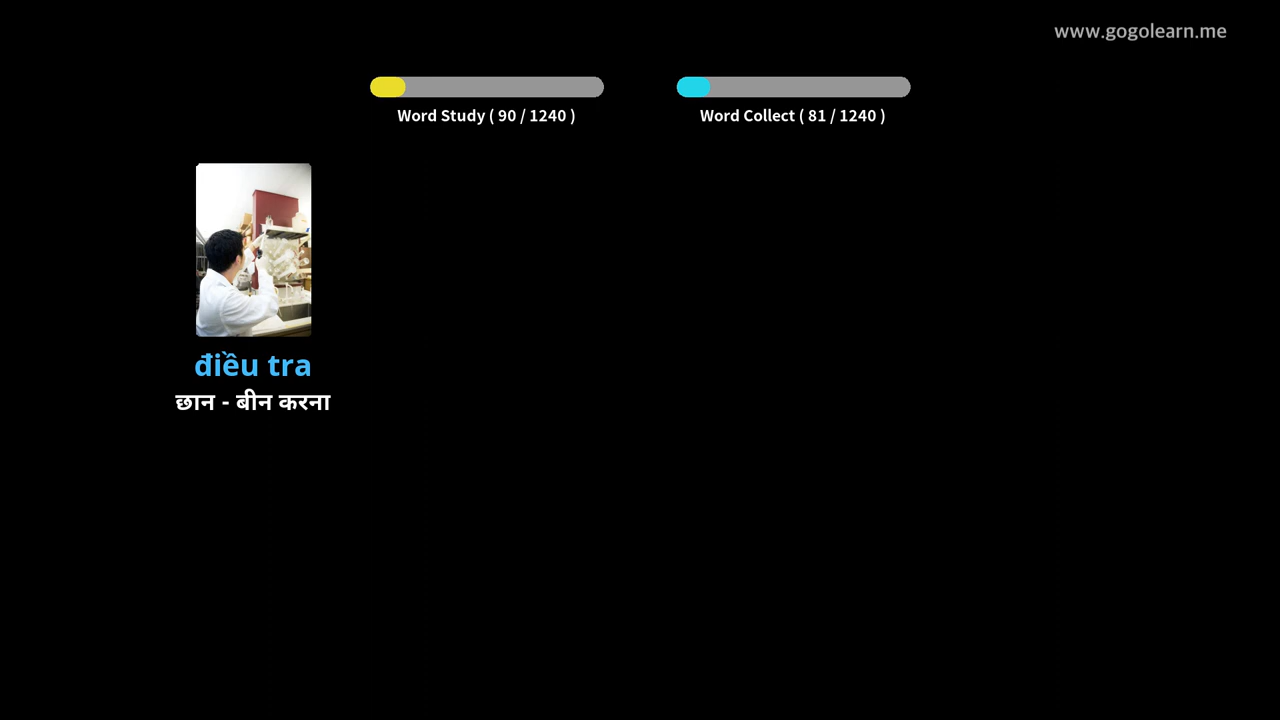 www.gogolearn.me
Word Study ( 90 / 1240 )
Word Collect ( 81 / 1240 )
điều tra
छान - बीन करना